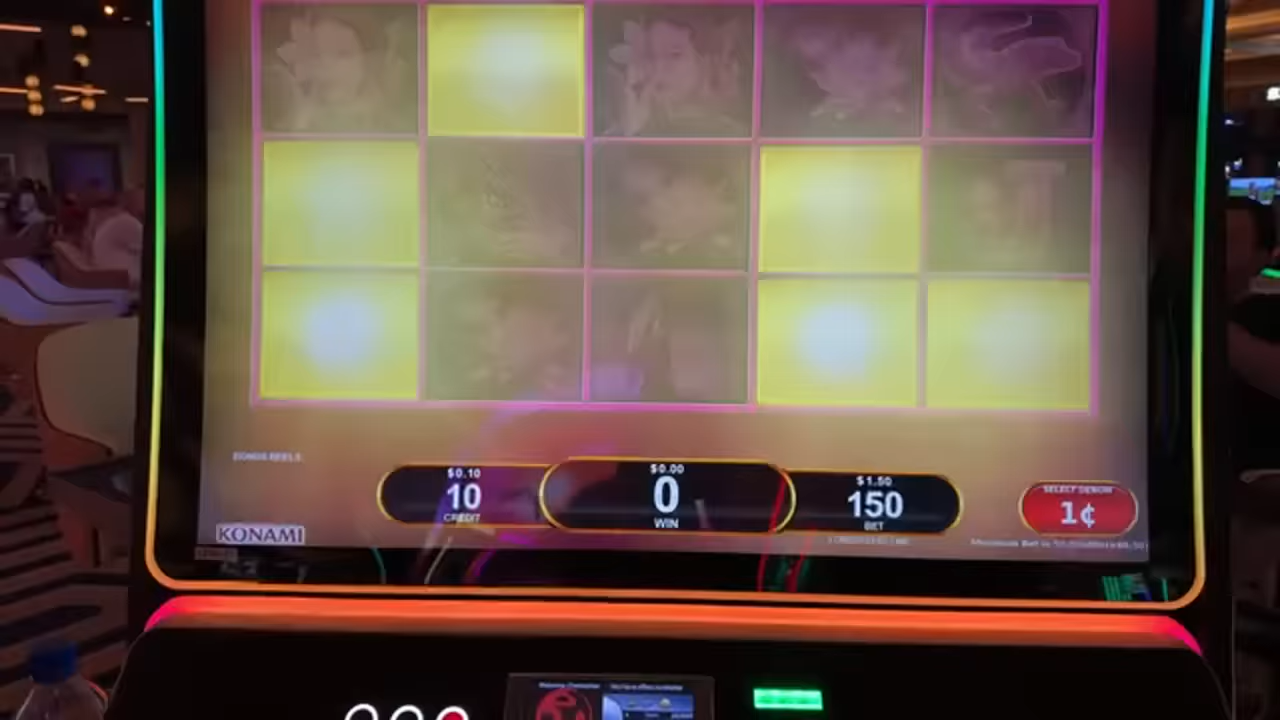 BONUS REELS
$0.10
10
CREDIT
$0.00
0
WIN
$1.50
150
BET
SELECT DENOM
1¢
KONAMI